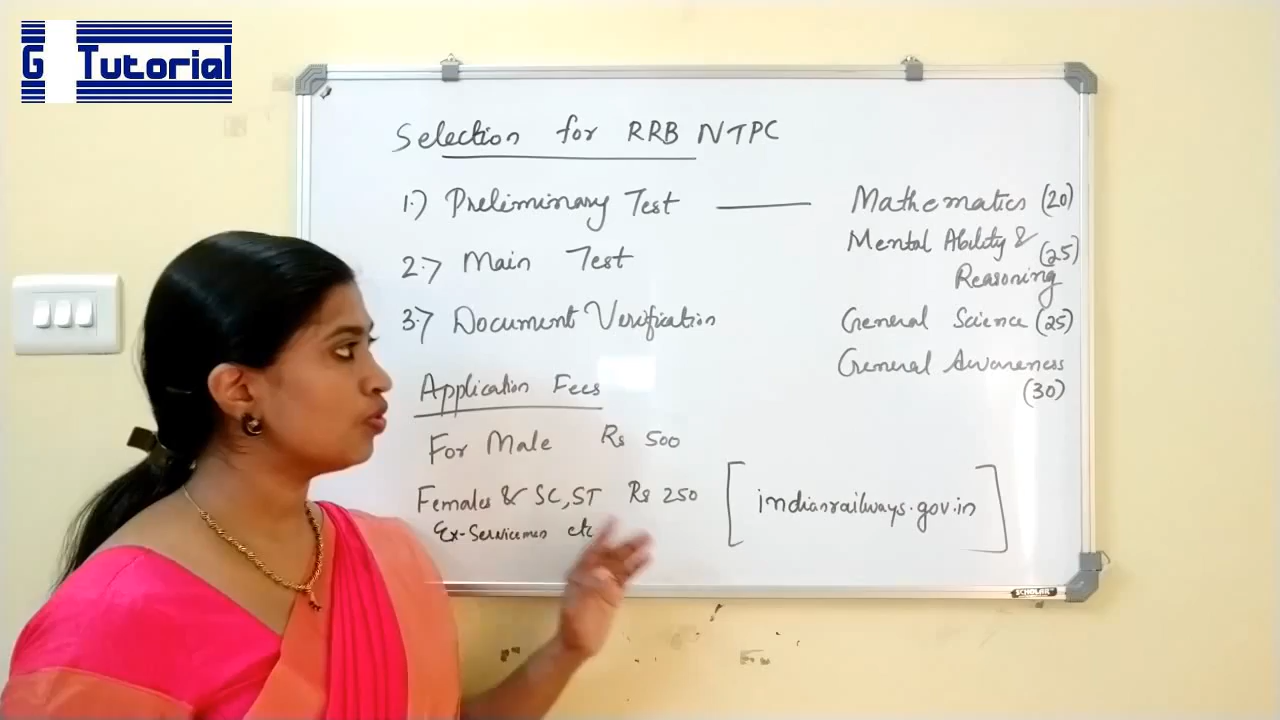 G Tutorial
Selection for RRB NTPC
1.) Preliminary Test — Mathematics (20)
Mental Ability & (25)
Reasoning
2.) Main Test
3.) Document Verification
General Science (25)
General Awareness
(30)
Application Fees
For Male Rs 500
Females & SC, ST Rs 250
Ex-Servicemen etc
[indianrailways.gov.in]
SCHOLAR